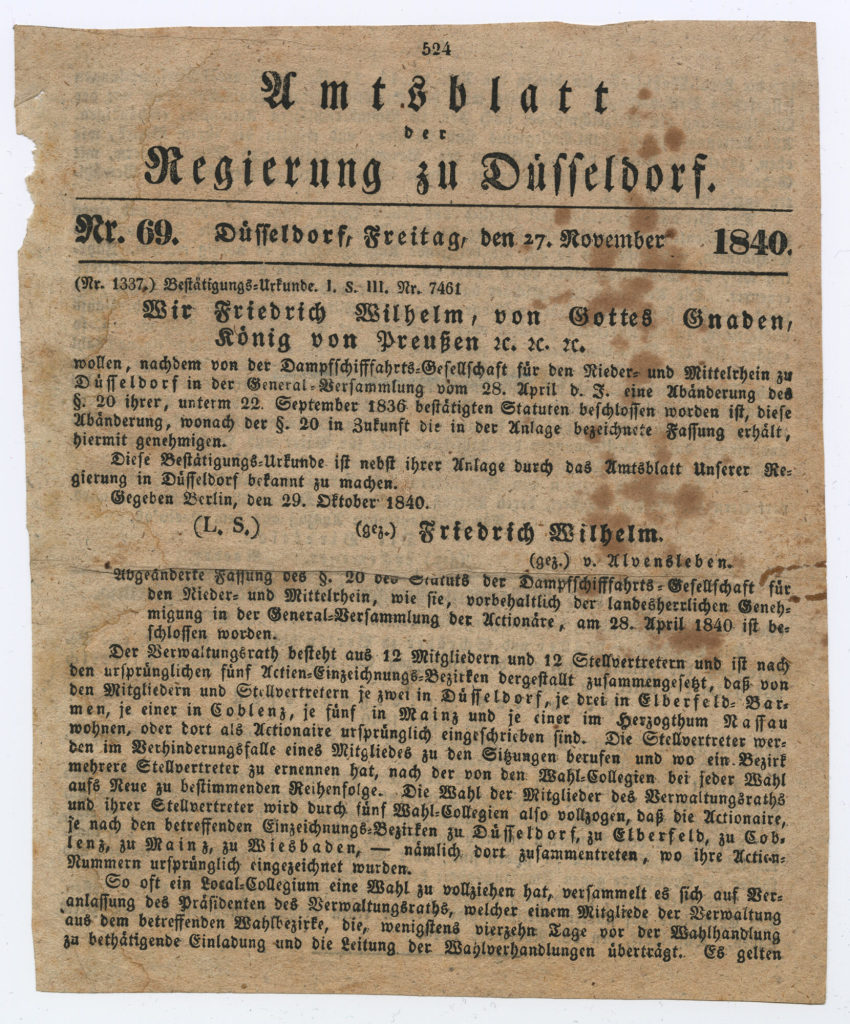 524
Amtsblatt
der
Regierung zu Düsseldorf.
Nr. 69. Düsseldorf, Freitag, den 27. November 1840.
(Nr. 1337.) Bestätigungs-Urkunde. I. S. III. Nr. 7461
Wir Friedrich Wilhelm, von Gottes Gnaden,
König von Preußen ꝛc. ꝛc. ꝛc.
wollen, nachdem von der Dampfschifffahrts-Gesellschaft für den Nieder- und Mittelrhein zu
Düsseldorf in der General-Versammlung vom 28. April d. J. eine Abänderung des
§. 20 ihrer, unterm 22. September 1836 bestätigten Statuten beschlossen worden ist, diese
Abänderung, wonach der §. 20 in Zukunft die in der Anlage bezeichnete Fassung erhält,
hiermit genehmigen.
Diese Bestätigungs-Urkunde ist nebst ihrer Anlage durch das Amtsblatt Unserer Re-
gierung in Düsseldorf bekannt zu machen.
Gegeben Berlin, den 29. Oktober 1840.
(L. S.) (gez.) Friedrich Wilhelm.
(gez.) v. Alvensleben.
Abgeänderte Fassung des §. 20 des Statuts der Dampfschifffahrts-Gesellschaft für
den Nieder- und Mittelrhein, wie sie, vorbehaltlich der landesherrlichen Geneh-
migung in der General-Versammlung der Actionäre, am 28. April 1840 ist be-
schlossen worden.
Der Verwaltungsrath besteht aus 12 Mitgliedern und 12 Stellvertretern und ist nach
den ursprünglichen fünf Actien-Einzeichnungs-Bezirken dergestallt zusammengesetzt, daß von
den Mitgliedern und Stellvertretern je zwei in Düsseldorf, je drei in Elberfeld-Bar-
men, je einer in Coblenz, je fünf in Mainz und je einer im Herzogthum Nassau
wohnen, oder dort als Actionaire ursprünglich eingeschrieben sind. Die Stellvertreter wer-
den im Verhinderungsfalle eines Mitgliedes zu den Sitzungen berufen und wo ein Bezirk
mehrere Stellvertreter zu ernennen hat, nach der von den Wahl-Collegien bei jeder Wahl
aufs Neue zu bestimmenden Reihenfolge. Die Wahl der Mitglieder des Verwaltungsraths
und ihrer Stellvertreter wird durch fünf Wahl-Collegien also vollzogen, daß die Actionaire,
je nach den betreffenden Einzeichnungs-Bezirken zu Düsseldorf, zu Elberfeld, zu Cob-
lenz, zu Mainz, zu Wiesbaden, — nämlich dort zusammentreten, wo ihre Actien-
Nummern ursprünglich eingezeichnet wurden.
So oft ein Local-Collegium eine Wahl zu vollziehen hat, versammelt es sich auf Ver-
anlassung des Präsidenten des Verwaltungsraths, welcher einem Mitgliede der Verwaltung
aus dem betreffenden Wahlbezirke, die, wenigstens vierzehn Tage vor der Wahlhandlung
zu bethätigende Einladung und die Leitung der Wahlverhandlungen überträgt. Es gelten